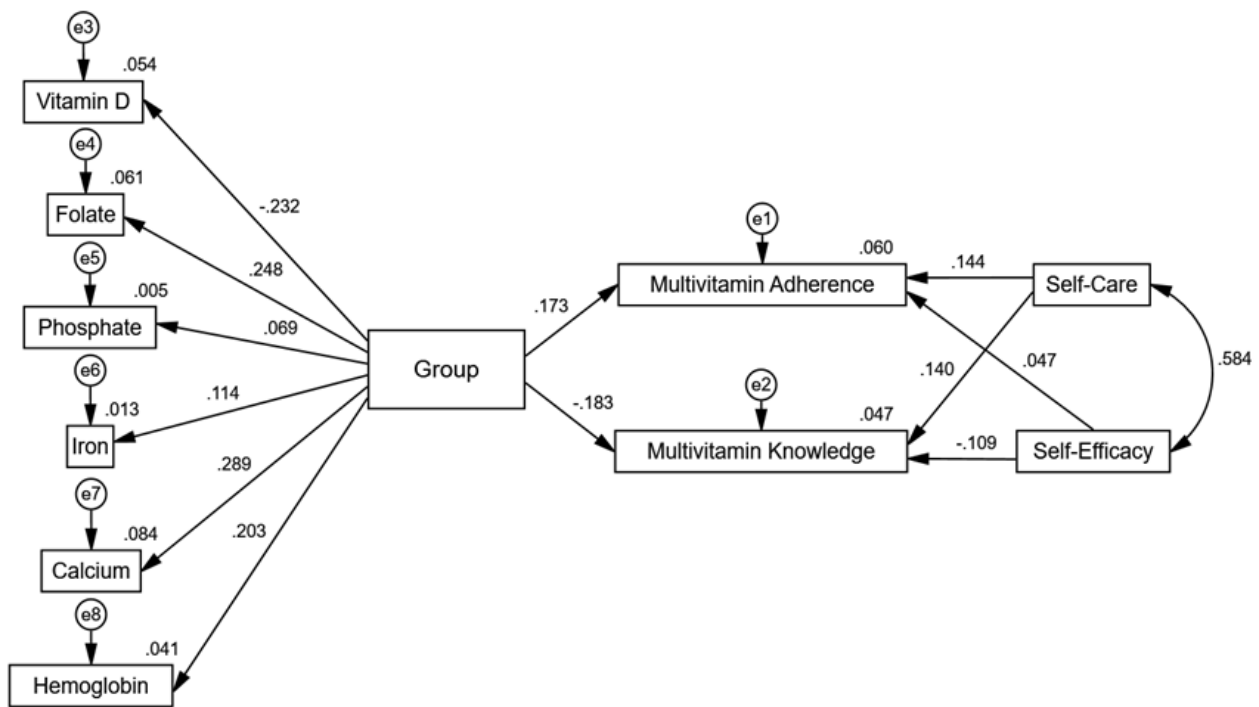 e3
.054
Vitamin D
e4
.061
Folate
-.232
e5
.248
.005
Phosphate
.069
e6
.013
.114
Iron
.289
e7
.084
.203
Calcium
e8
.041
Hemoglobin
Group
.173
-.183
e1
.060
Multivitamin Adherence
.144
Self-Care
e2
.047
.140
.047
.584
Multivitamin Knowledge
-.109
Self-Efficacy